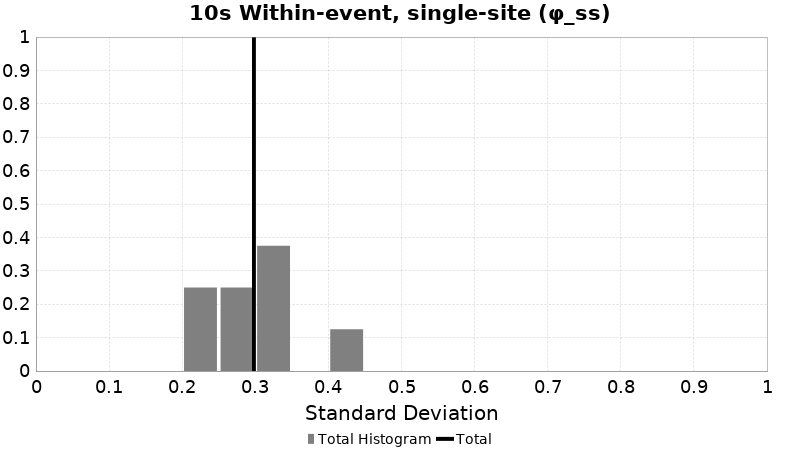 10s Within-event, single-site (φ_ss)
1
0.9
0.8
0.7
0.6
0.5
0.4
0.3
0.2
0.1
0
0 0.1 0.2 0.3 0.4 0.5 0.6 0.7 0.8 0.9 1
Standard Deviation
Total Histogram Total